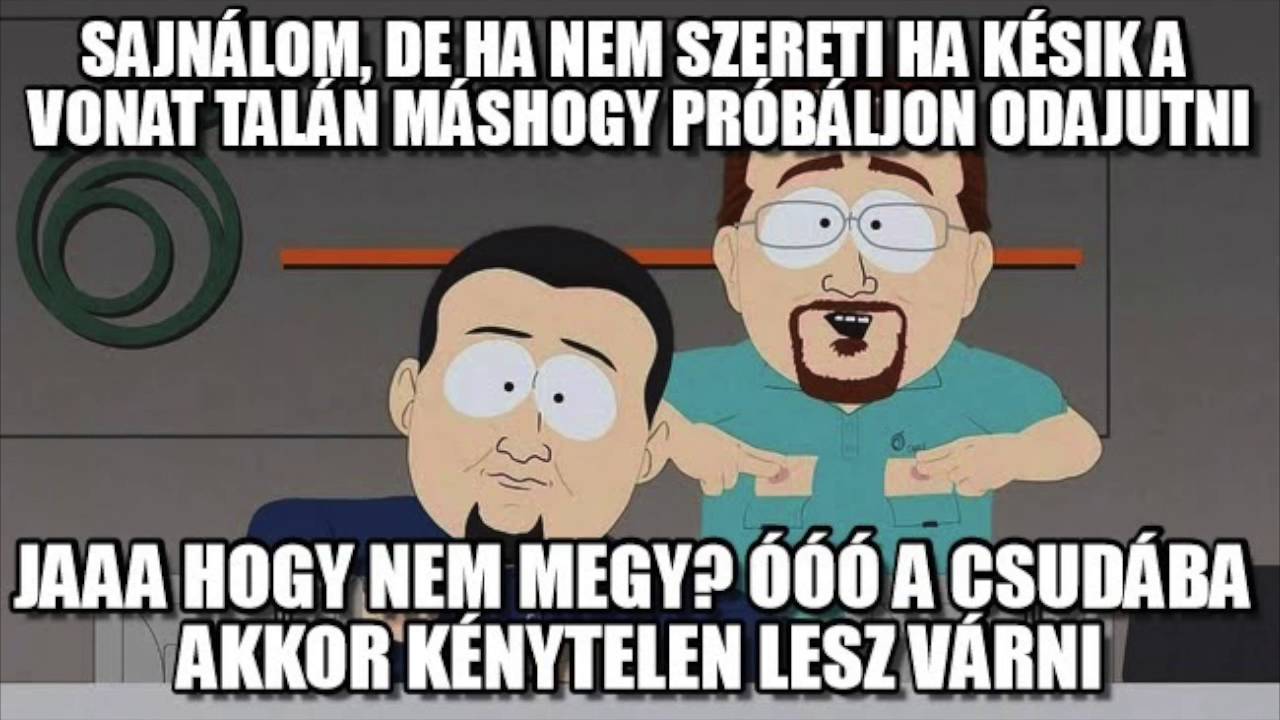 SAJNÁLOM, DE HA NEM SZERETI HA KÉSIK A
VONAT TALÁN MÁSHOGY PRÓBÁLJON ODAJUTNI
JAAA HOGY NEM MEGY? ÓÓÓ A CSUDÁBA
AKKOR KÉNYTELEN LESZ VÁRNI